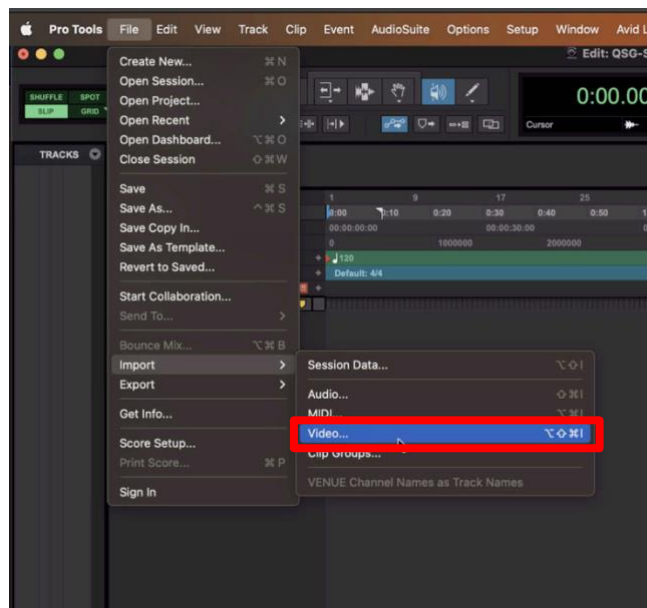 Pro Tools File Edit View Track Clip Event AudioSuite Options Setup Window Avid L
Edit: QSG-S
SHUFFLE SPOT
SLIP GRID
0:00.00
Cursor
TRACKS
Create New... ⌘ N
Open Session... ⌘ O
Open Project...
Open Recent >
Open Dashboard... ⌥⌘ O
Close Session ⇧⌘ W
Save ⌘ S
Save As... ^⌘ S
Save Copy In...
Save As Template...
Revert to Saved...
Start Collaboration...
Send To... >
Bounce Mix... ⌥⌘ B
Import >
Export >
Get Info...
Score Setup...
Print Score... ⌘ P
Sign In
1 9 17 25
0:00 0:10 0:20 0:30 0:40 0:50 1
00:00:00:00 00:00:30:00 0
0 1000000 2000000
120
Default: 4/4
Session Data... ⌥⇧ I
Audio... ⇧⌘ I
MIDI... ⌥⌘ I
Video... ⌥⇧⌘ I
Clip Groups...
VENUE Channel Names as Track Names